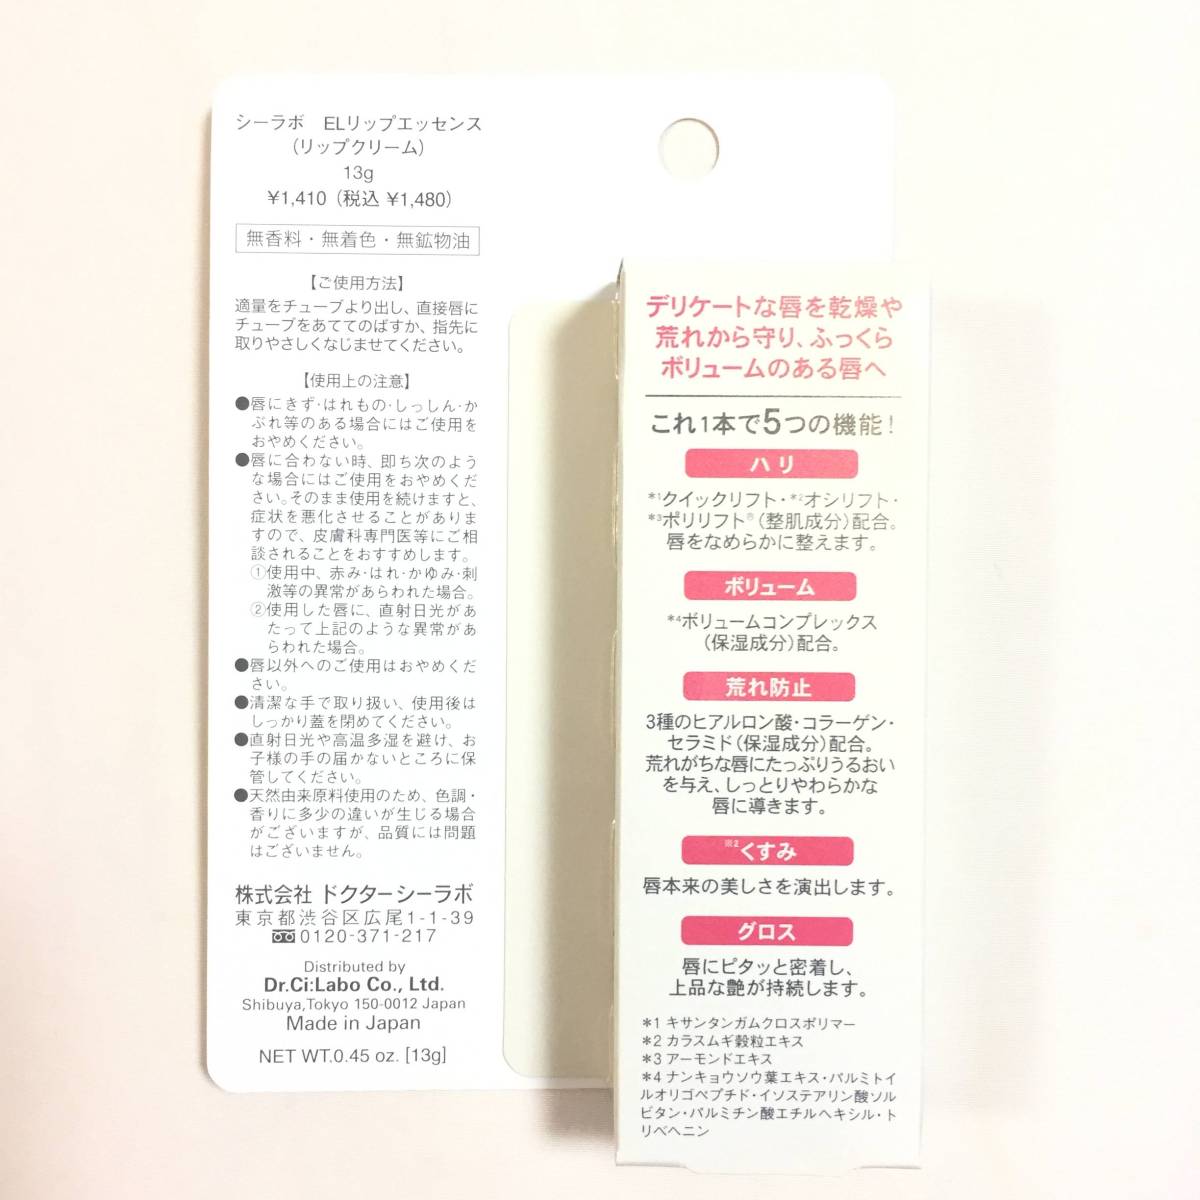 シーラボ　ELリップエッセンス
（リップクリーム）
13g
¥1,410（税込 ¥1,480）
無香料・無着色・無鉱物油
【ご使用方法】
適量をチューブより出し、直接唇に
チューブをあててのばすか、指先に
取りやさしくなじませてください。
【使用上の注意】
●唇にきず・はれもの・しっしん・か
ぶれ等のある場合にはご使用を
おやめください。
●唇に合わない時、即ち次のよう
な場合にはご使用をおやめくだ
さい。そのまま使用を続けますと、
症状を悪化させることがありま
すので、皮膚科専門医等にご相
談されることをおすすめします。
①使用中、赤み・はれ・かゆみ・刺
激等の異常があらわれた場合。
②使用した唇に、直射日光があ
たって上記のような異常があ
らわれた場合。
●唇以外へのご使用はおやめくだ
さい。
●清潔な手で取り扱い、使用後は
しっかり蓋を閉めてください。
●直射日光や高温多湿を避け、お
子様の手の届かないところに保
管してください。
●天然由来原料使用のため、色調・
香りに多少の違いが生じる場合
がございますが、品質には問題
はございません。
株式会社 ドクターシーラボ
東京都渋谷区広尾1-1-39
0120-371-217
Distributed by
Dr.Ci:Labo Co., Ltd.
Shibuya,Tokyo 150-0012 Japan
Made in Japan
NET WT.0.45 oz. [13g]
デリケートな唇を乾燥や
荒れから守り、ふっくら
ボリュームのある唇へ
これ1本で5つの機能！
ハリ
*1クイックリフト・*2オシリフト・
*3ポリリフト®（整肌成分）配合。
唇をなめらかに整えます。
ボリューム
*4ボリュームコンプレックス
（保湿成分）配合。
荒れ防止
3種のヒアルロン酸・コラーゲン・
セラミド（保湿成分）配合。
荒れがちな唇にたっぷりうるおい
を与え、しっとりやわらかな
唇に導きます。
※2くすみ
唇本来の美しさを演出します。
グロス
唇にピタッと密着し、
上品な艶が持続します。
*1 キサンタンガムクロスポリマー
*2 カラスムギ穀粒エキス
*3 アーモンドエキス
*4 ナンキョウソウ葉エキス・パルミトイ
ルオリゴペプチド・イソステアリン酸ソル
ビタン・パルミチン酸エチルヘキシル・ト
リベヘニン